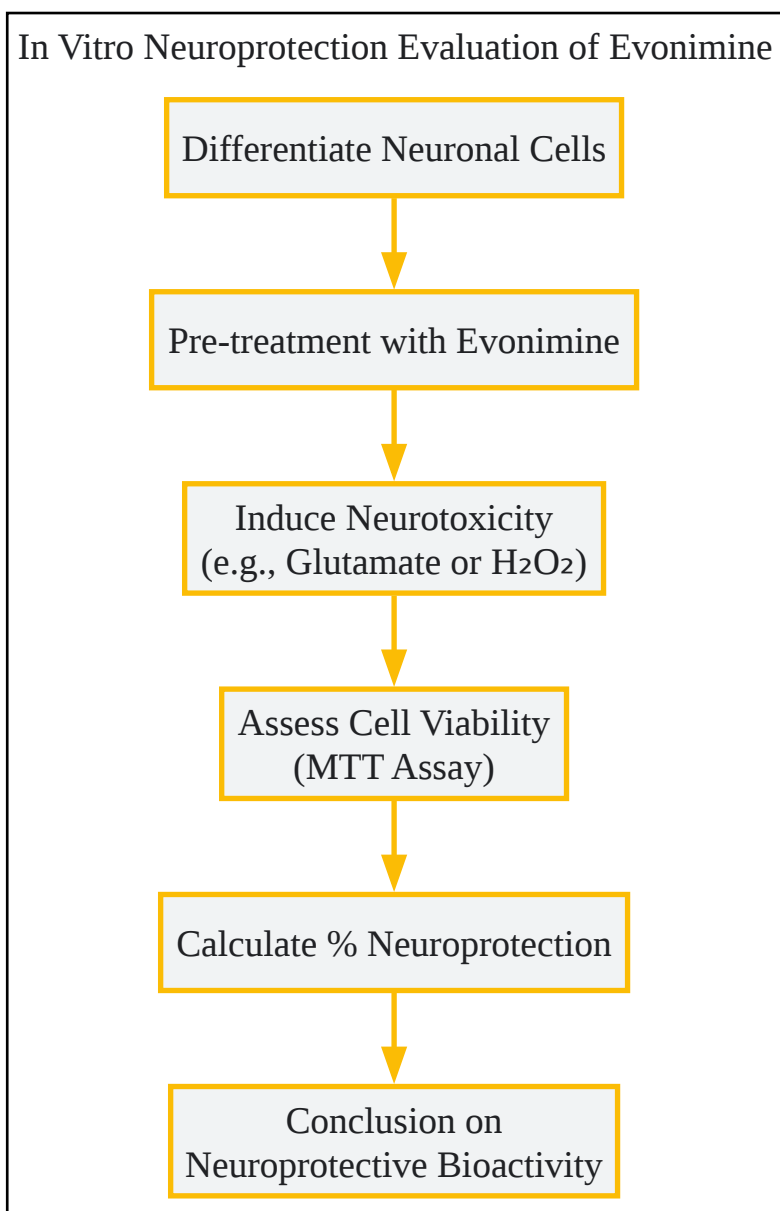 In Vitro Neuroprotection Evaluation of Evonimine
Differentiate Neuronal Cells
Pre-treatment with Evonimine
Induce Neurotoxicity
(e.g., Glutamate or H₂O₂)
Assess Cell Viability
(MTT Assay)
Calculate % Neuroprotection
Conclusion on
Neuroprotective Bioactivity